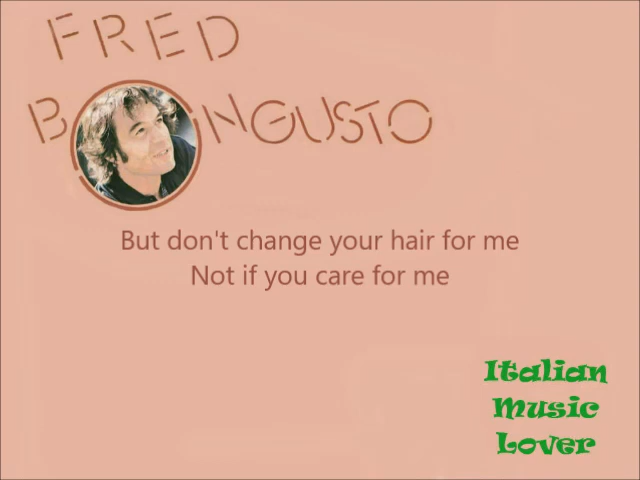 FRED
BONGUSTO
But don't change your hair for me
Not if you care for me
Italian
Music
Lover